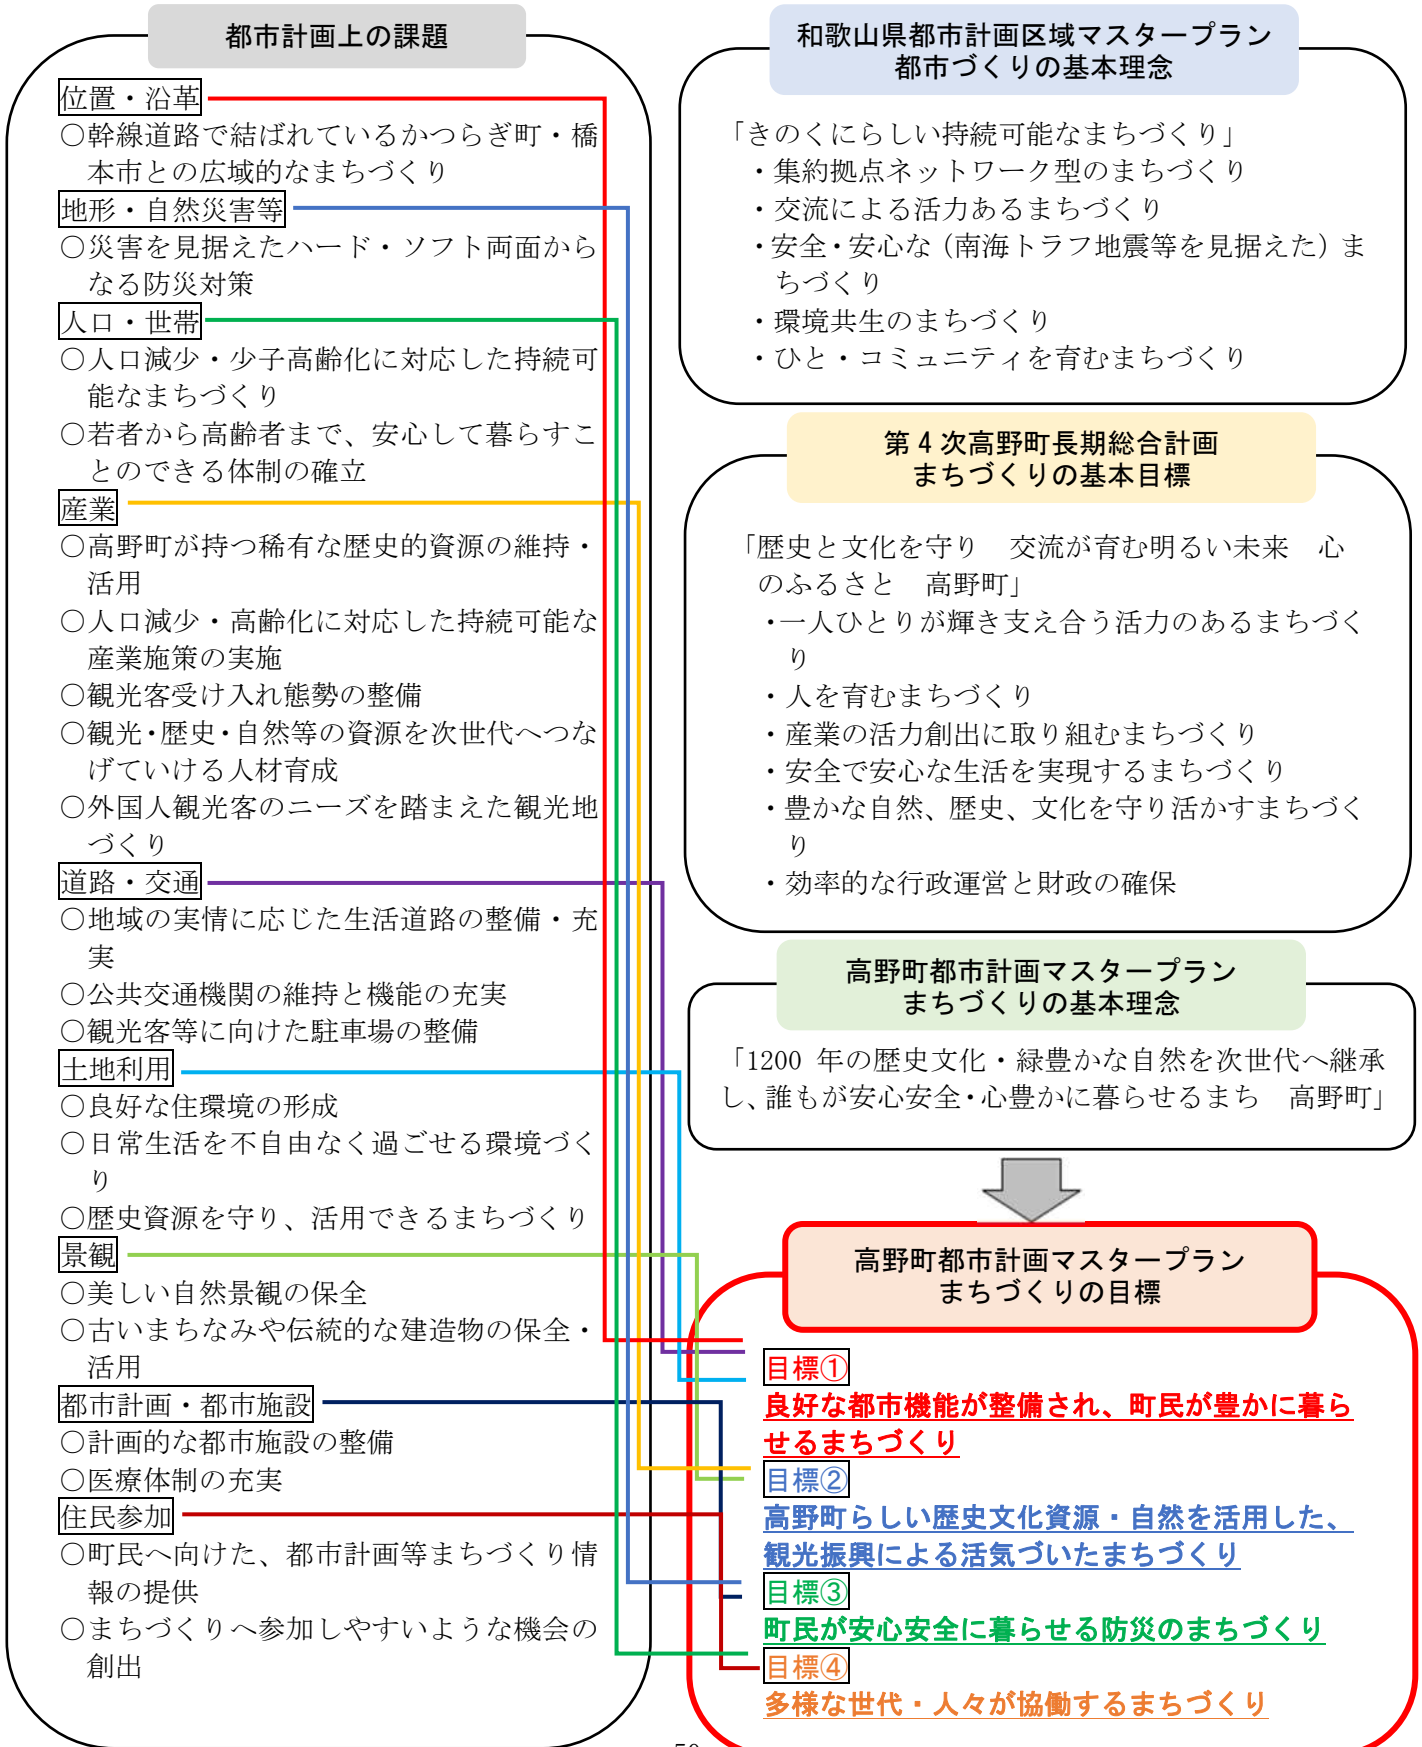 都市計画上の課題
位置・沿革
○幹線道路で結ばれているかつらぎ町・橋
本市との広域的なまちづくり
地形・自然災害等
○災害を見据えたハード・ソフト両面から
なる防災対策
人口・世帯
○人口減少・少子高齢化に対応した持続可
能なまちづくり
○若者から高齢者まで、安心して暮らすこ
とのできる体制の確立
産業
○高野町が持つ稀有な歴史的資源の維持・
活用
○人口減少・高齢化に対応した持続可能な
産業施策の実施
○観光客受け入れ態勢の整備
○観光・歴史・自然等の資源を次世代へつな
げていける人材育成
○外国人観光客のニーズを踏まえた観光地
づくり
道路・交通
○地域の実情に応じた生活道路の整備・充
実
○公共交通機関の維持と機能の充実
○観光客等に向けた駐車場の整備
土地利用
○良好な住環境の形成
○日常生活を不自由なく過ごせる環境づく
り
○歴史資源を守り、活用できるまちづくり
景観
○美しい自然景観の保全
○古いまちなみや伝統的な建造物の保全・
活用
都市計画・都市施設
○計画的な都市施設の整備
○医療体制の充実
住民参加
○町民へ向けた、都市計画等まちづくり情
報の提供
○まちづくりへ参加しやすいような機会の
創出
和歌山県都市計画区域マスタープラン
都市づくりの基本理念
「きのくにらしい持続可能なまちづくり」
・集約拠点ネットワーク型のまちづくり
・交流による活力あるまちづくり
・安全・安心な（南海トラフ地震等を見据えた）ま
ちづくり
・環境共生のまちづくり
・ひと・コミュニティを育むまちづくり
第4次高野町長期総合計画
まちづくりの基本目標
「歴史と文化を守り　交流が育む明るい未来　心
のふるさと　高野町」
・一人ひとりが輝き支え合う活力のあるまちづく
り
・人を育むまちづくり
・産業の活力創出に取り組むまちづくり
・安全で安心な生活を実現するまちづくり
・豊かな自然、歴史、文化を守り活かすまちづく
り
・効率的な行政運営と財政の確保
高野町都市計画マスタープラン
まちづくりの基本理念
「1200 年の歴史文化・緑豊かな自然を次世代へ継承
し、誰もが安心安全・心豊かに暮らせるまち　高野町」
高野町都市計画マスタープラン
まちづくりの目標
目標①
良好な都市機能が整備され、町民が豊かに暮ら
せるまちづくり
目標②
高野町らしい歴史文化資源・自然を活用した、
観光振興による活気づいたまちづくり
目標③
町民が安心安全に暮らせる防災のまちづくり
目標④
多様な世代・人々が協働するまちづくり